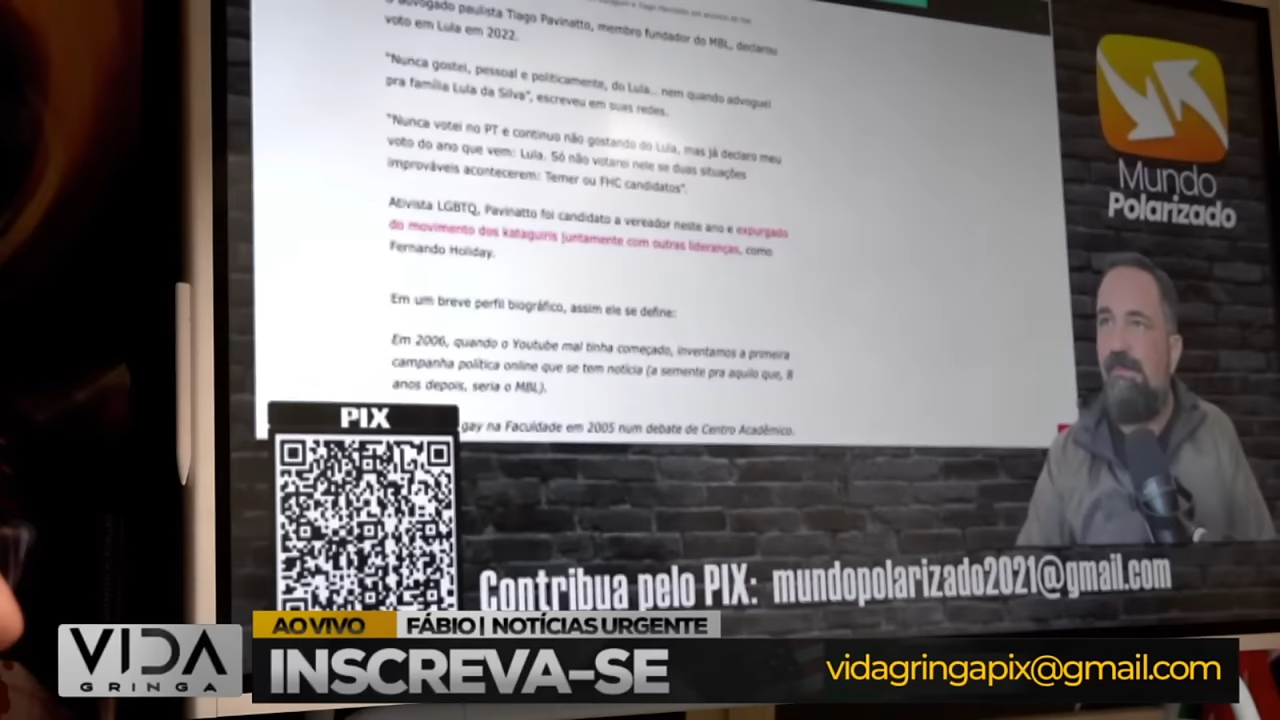 advogado paulista Tiago Pavinatto, membro fundador do MBL, declarou
voto em Lula em 2022.
"Nunca gostei, pessoal e politicamente, do Lula... nem quando advoguei
pra família Lula da Silva", escreveu em suas redes.
"Nunca votei no PT e continuo não gostando do Lula, mas já declaro meu
voto do ano que vem: Lula. Só não votarei nele se duas situações
improváveis acontecerem: Temer ou FHC candidatos".
Ativista LGBTQ, Pavinatto foi candidato a vereador neste ano e expurgado
do movimento dos kataguiris juntamente com outras lideranças, como
Fernando Holiday.
Em um breve perfil biográfico, assim ele se define:
Em 2006, quando o Youtube mal tinha começado, inventamos a primeira
campanha política online que se tem notícia (a semente pra aquilo que, 8
anos depois, seria o MBL).
gay na Faculdade em 2005 num debate de Centro Acadêmico.
Mundo
Polarizado
PIX
Contribua pelo PIX: mundopolarizado2021@gmail.com
AO VIVO FÁBIO | NOTÍCIAS URGENTE
VIDA
GRINGA
INSCREVA-SE
vidagringapix@gmail.com